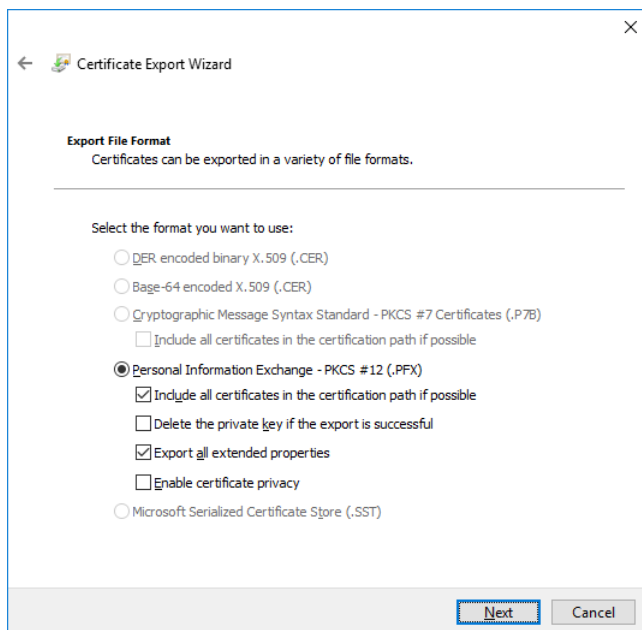 Certificate Export Wizard
Export File Format
Certificates can be exported in a variety of file formats.
Select the format you want to use:
DER encoded binary X.509 (.CER)
Base-64 encoded X.509 (.CER)
Cryptographic Message Syntax Standard - PKCS #7 Certificates (.P7B)
Include all certificates in the certification path if possible
Personal Information Exchange - PKCS #12 (.PFX)
Include all certificates in the certification path if possible
Delete the private key if the export is successful
Export all extended properties
Enable certificate privacy
Microsoft Serialized Certificate Store (.SST)
Next Cancel